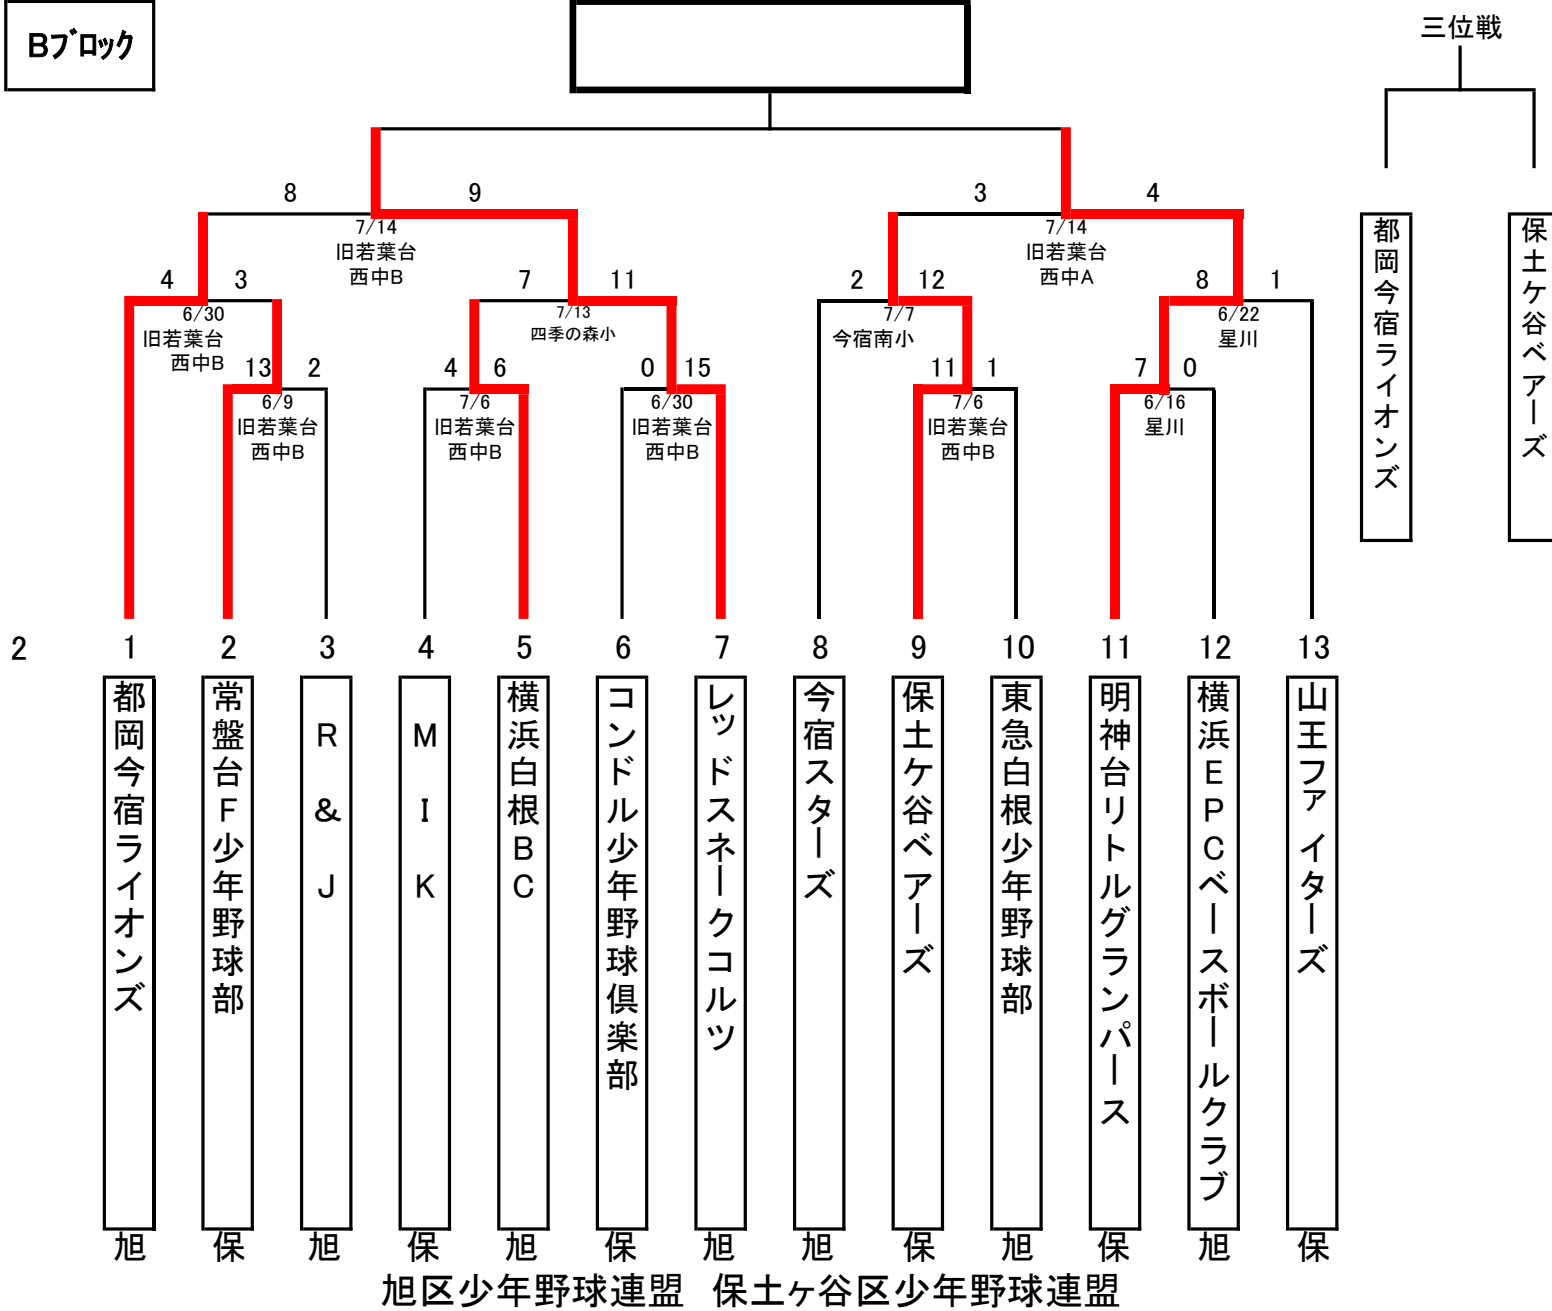 Bブロック
三位戦
8
9
3
4
7/14
旧若葉台
西中B
7/14
旧若葉台
西中A
4
3
7
11
2
12
8
1
6/30
旧若葉台
西中B
7/13
四季の森小
7/7
今宿南小
6/22
星川
13
2
4
6
0
15
11
1
7
0
6/9
旧若葉台
西中B
7/6
旧若葉台
西中B
6/30
旧若葉台
西中B
7/6
旧若葉台
西中B
6/16
星川
都岡今宿ライオンズ
保土ケ谷ベアーズ
2
1
2
3
4
5
6
7
8
9
10
11
12
13
都岡今宿ライオンズ
常盤台F少年野球部
R&J
MIK
横浜白根BC
コンドル少年野球倶楽部
レッドスネークコルツ
今宿スターズ
保土ケ谷ベアーズ
東急白根少年野球部
明神台リトルグランパース
横浜EPCベースボールクラブ
山王ファイターズ
旭
保
旭
保
旭
保
旭
旭
保
旭
保
旭
保
旭区少年野球連盟 保土ヶ谷区少年野球連盟